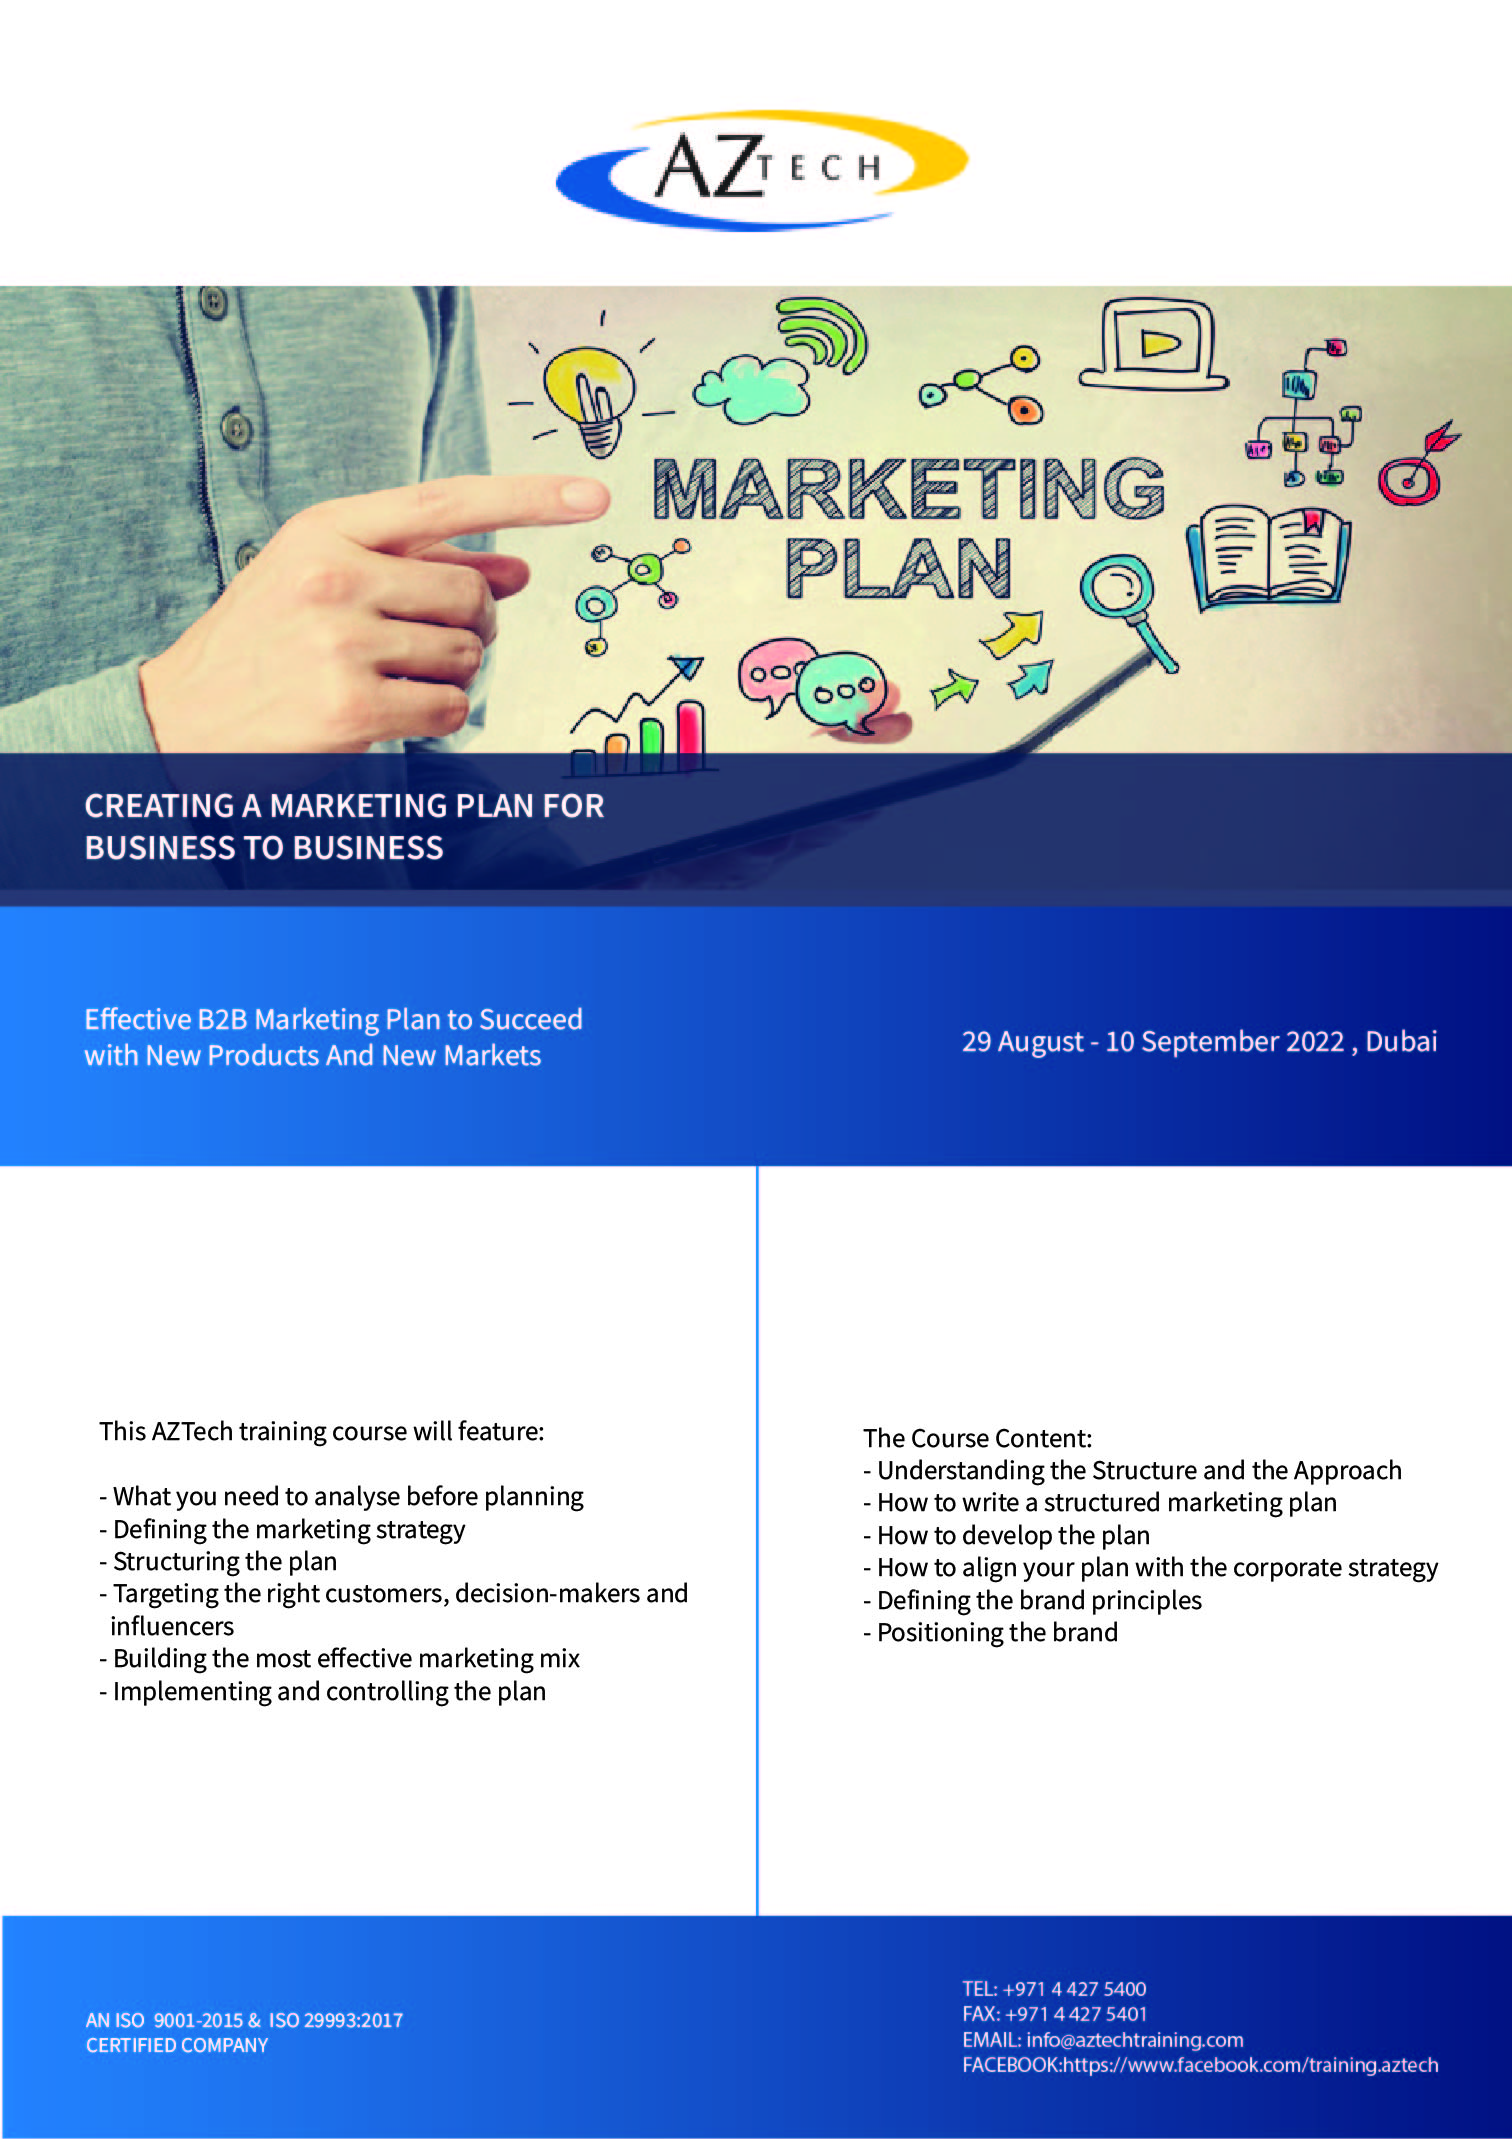 AZTECH
MARKETING
PLAN
CREATING A MARKETING PLAN FOR
BUSINESS TO BUSINESS
Effective B2B Marketing Plan to Succeed
with New Products And New Markets
29 August - 10 September 2022 , Dubai
This AZTech training course will feature:
- What you need to analyse before planning
- Defining the marketing strategy
- Structuring the plan
- Targeting the right customers, decision-makers and
influencers
- Building the most effective marketing mix
- Implementing and controlling the plan
The Course Content:
- Understanding the Structure and the Approach
- How to write a structured marketing plan
- How to develop the plan
- How to align your plan with the corporate strategy
- Defining the brand principles
- Positioning the brand
AN ISO  9001-2015 &  ISO 29993:2017
CERTIFIED COMPANY
TEL: +971 4 427 5400
FAX: +971 4 427 5401
EMAIL: info@aztechtraining.com
FACEBOOK:https://www.facebook.com/training.aztech